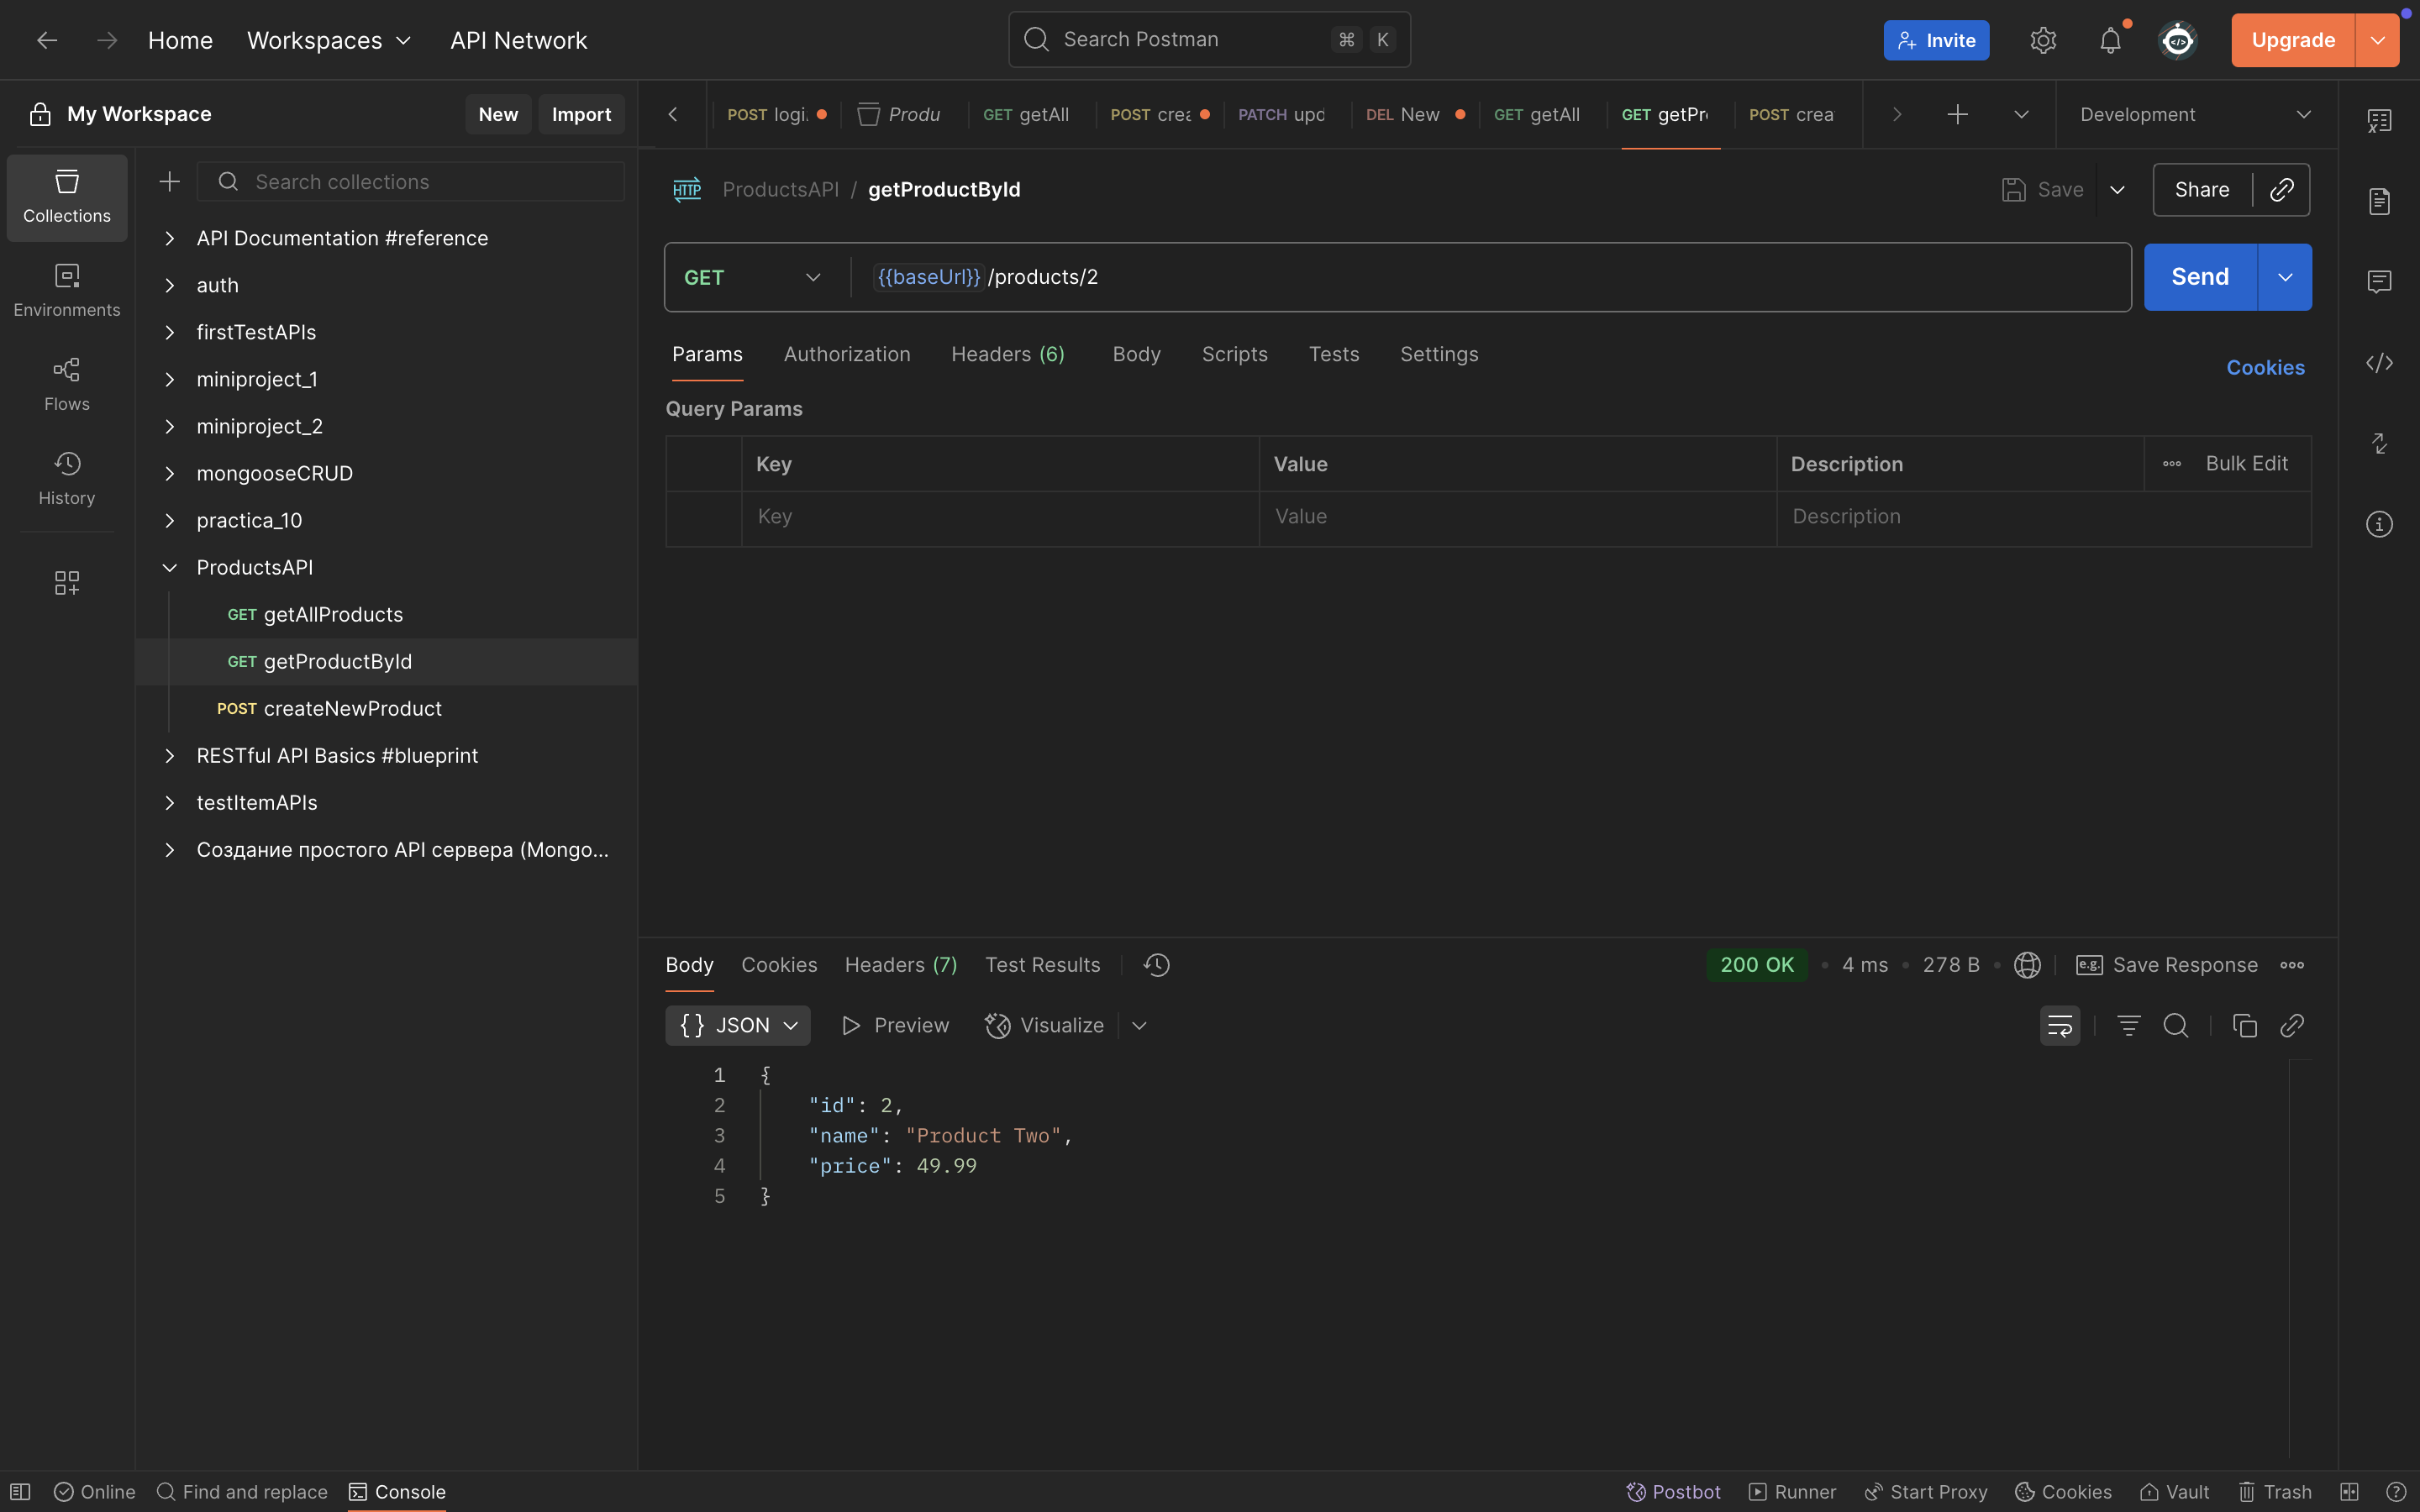 Home Workspaces API Network Search Postman ⌘ K Invite Upgrade
My Workspace New Import
POST logi. Produ GET getAll POST crea PATCH upd DEL New GET getAll GET getPr POST crea Development
Collections
Environments
Flows
History
Search collections
API Documentation #reference
auth
firstTestAPIs
miniproject_1
miniproject_2
mongooseCRUD
practica_10
ProductsAPI
GET getAllProducts
GET getProductById
POST createNewProduct
RESTful API Basics #blueprint
testItemAPIs
Создание простого API сервера (Mongo...
HTTP ProductsAPI / getProductById Save Share
GET {{baseUrl}}/products/2 Send
Params Authorization Headers (6) Body Scripts Tests Settings Cookies
Query Params
Key Value Description Bulk Edit
Key Value Description
Body Cookies Headers (7) Test Results 200 OK • 4 ms • 278 B • e.g. Save Response
{} JSON Preview Visualize
1 {
2 "id": 2,
3 "name": "Product Two",
4 "price": 49.99
5 }
Online Find and replace Console Postbot Runner Start Proxy Cookies Vault Trash